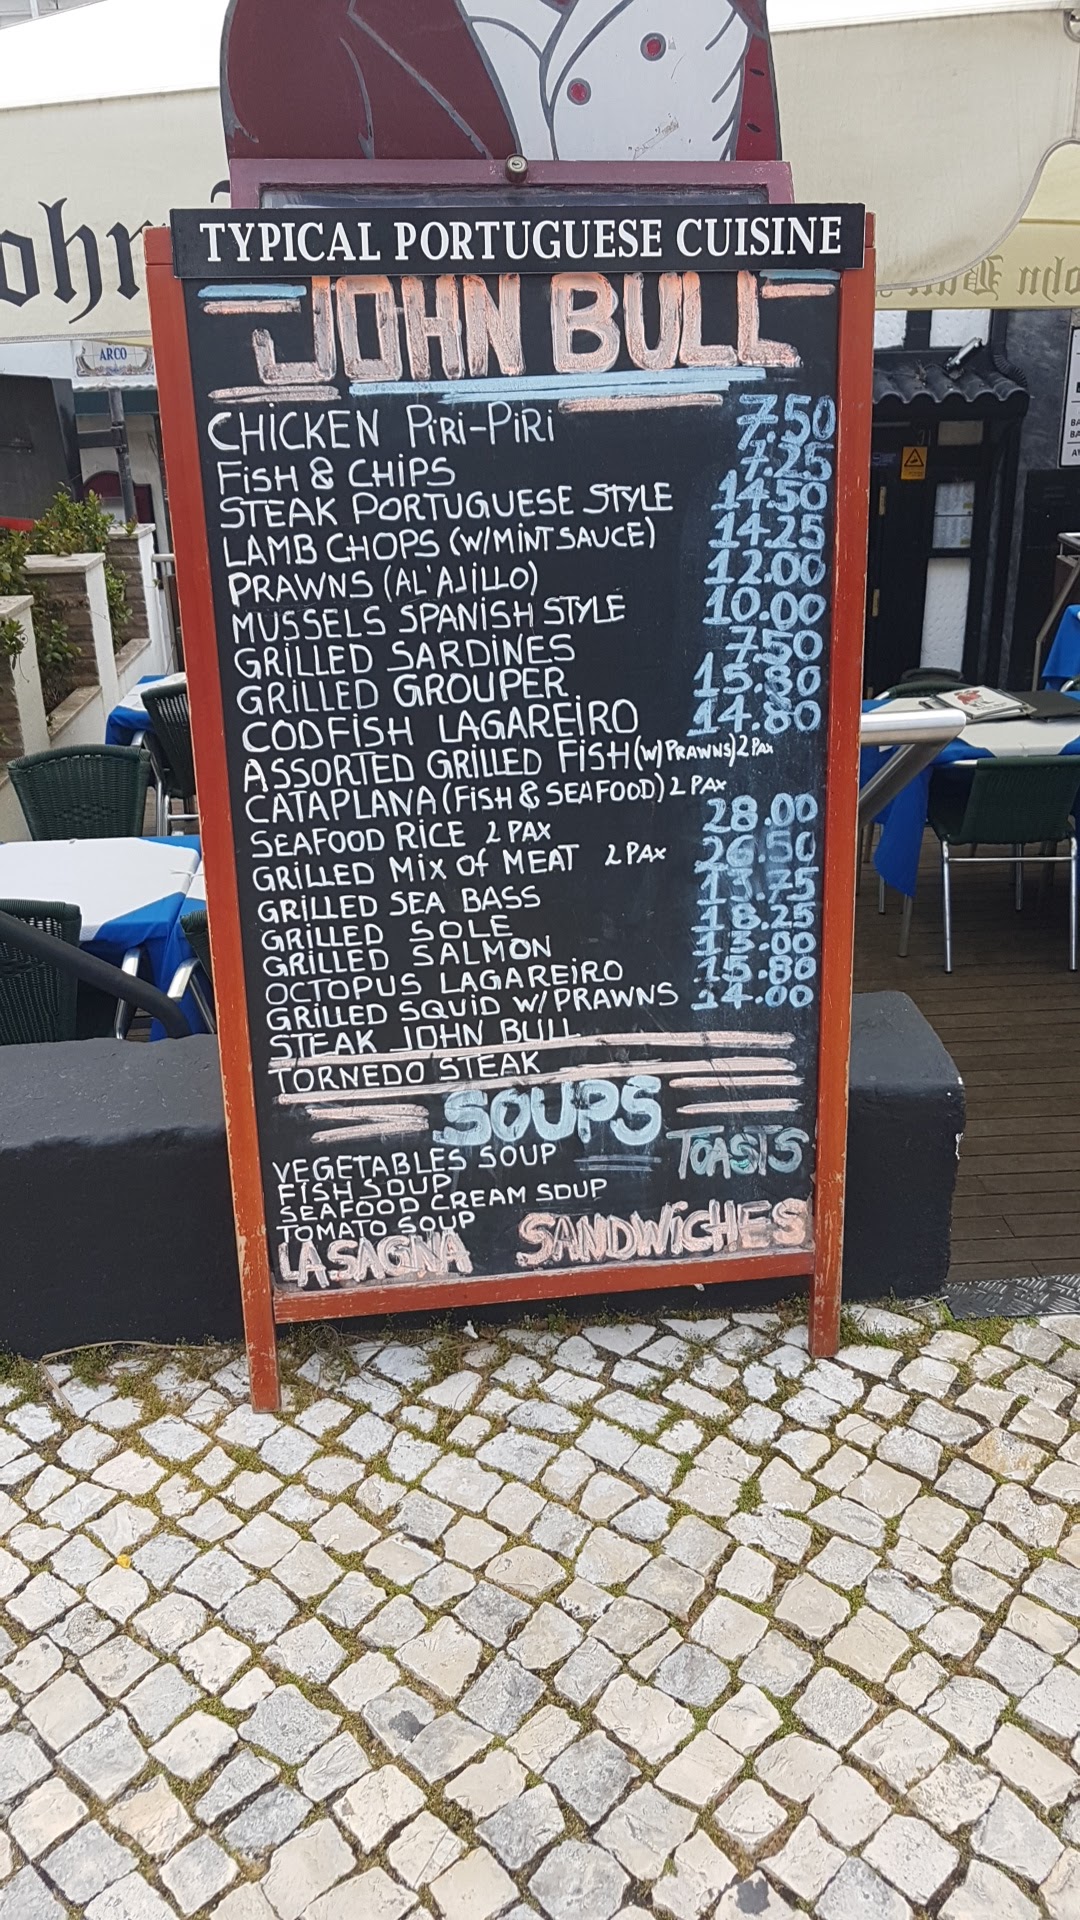 TYPICAL PORTUGUESE CUISINE
JOHN BULL
ARCO
CHICKEN PIRI-PIRI 7.50
FISH & CHIPS 7.25
STEAK PORTUGUESE STYLE 14.50
LAMB CHOPS (W/MINT SAUCE) 14.25
PRAWNS (AL'AJILLO) 12.00
MUSSELS SPANISH STYLE 10.00
GRILLED SARDINES 7.50
GRILLED GROUPER 15.80
CODFISH LAGAREIRO 14.80
ASSORTED GRILLED FISH (W/PRAWNS) 2 PAX
CATAPLANA (FISH & SEAFOOD) 2 PAX
SEAFOOD RICE 2 PAX 28.00
GRILLED MIX OF MEAT 2 PAX 26.50
GRILLED SEA BASS 13.75
GRILLED SOLE 18.25
GRILLED SALMON 13.00
OCTOPUS LAGAREIRO 15.80
GRILLED SQUID W/ PRAWNS 14.00
STEAK JOHN BULL
TORNEDO STEAK
SOUPS
VEGETABLES SOUP
TOASTS
FISH SOUP
SEAFOOD CREAM SOUP
TOMATO SOUP
LASAGNA SANDWICHES